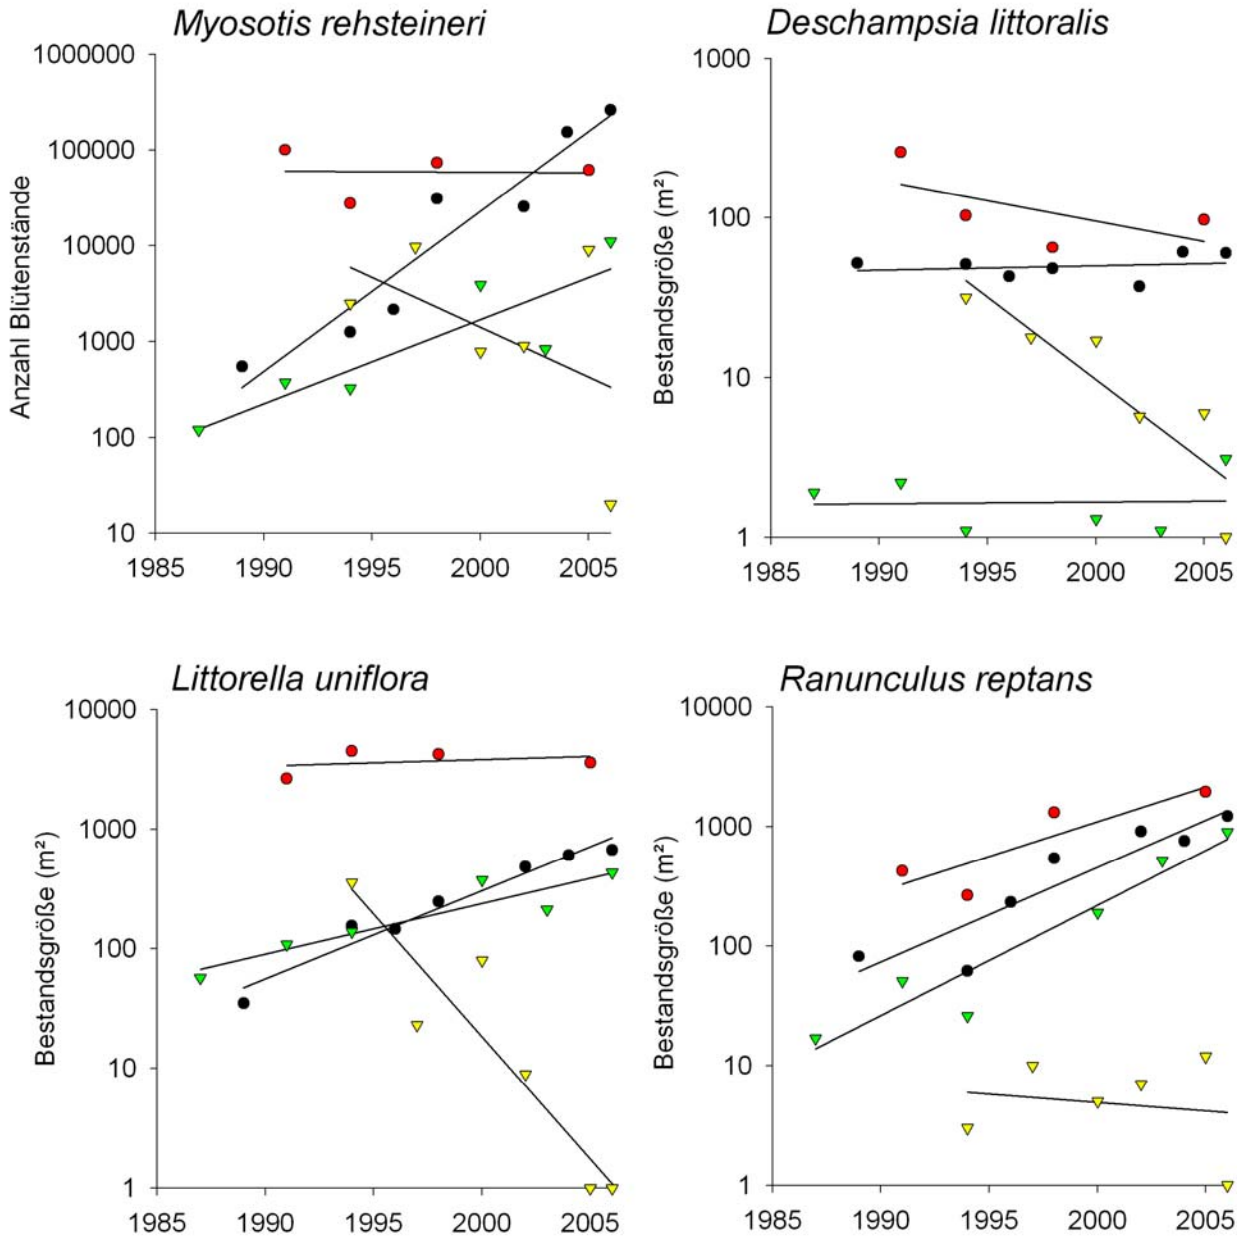 Myosotis rehsteineri
Anzahl Blütenstände
1000000
100000
10000
1000
100
10
1985 1990 1995 2000 2005
Deschampsia littoralis
Bestandsgröße (m²)
1000
100
10
1
1985 1990 1995 2000 2005
Littorella uniflora
Bestandsgröße (m²)
10000
1000
100
10
1
1985 1990 1995 2000 2005
Ranunculus reptans
Bestandsgröße (m²)
10000
1000
100
10
1
1985 1990 1995 2000 2005